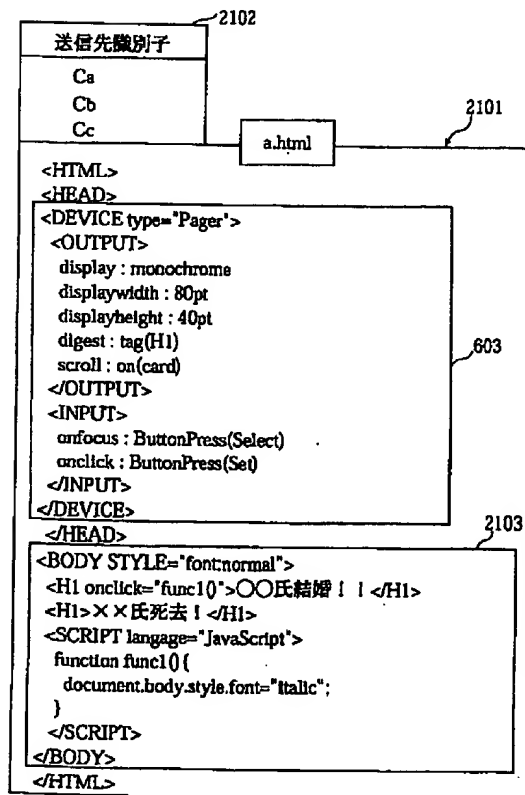 2102
送信先識別子
Ca
Cb
Cc
a.html
2101
<HTML>
<HEAD>
<DEVICE type="Pager">
<OUTPUT>
display : monochrome
displaywidth : 80pt
displayheight : 40pt
digest : tag(H1)
scroll : on(card)
</OUTPUT>
<INPUT>
onfocus : ButtonPress(Select)
onclick : ButtonPress(Set)
</INPUT>
</DEVICE>
603
</HEAD>
2103
<BODY STYLE="font:normal">
<H1 onclick="func1()">〇〇氏結婚！！</H1>
<H1>××氏死去！</H1>
<SCRIPT langage="JavaScript">
function func1() {
document.body.style.font="italic";
}
</SCRIPT>
</BODY>
</HTML>